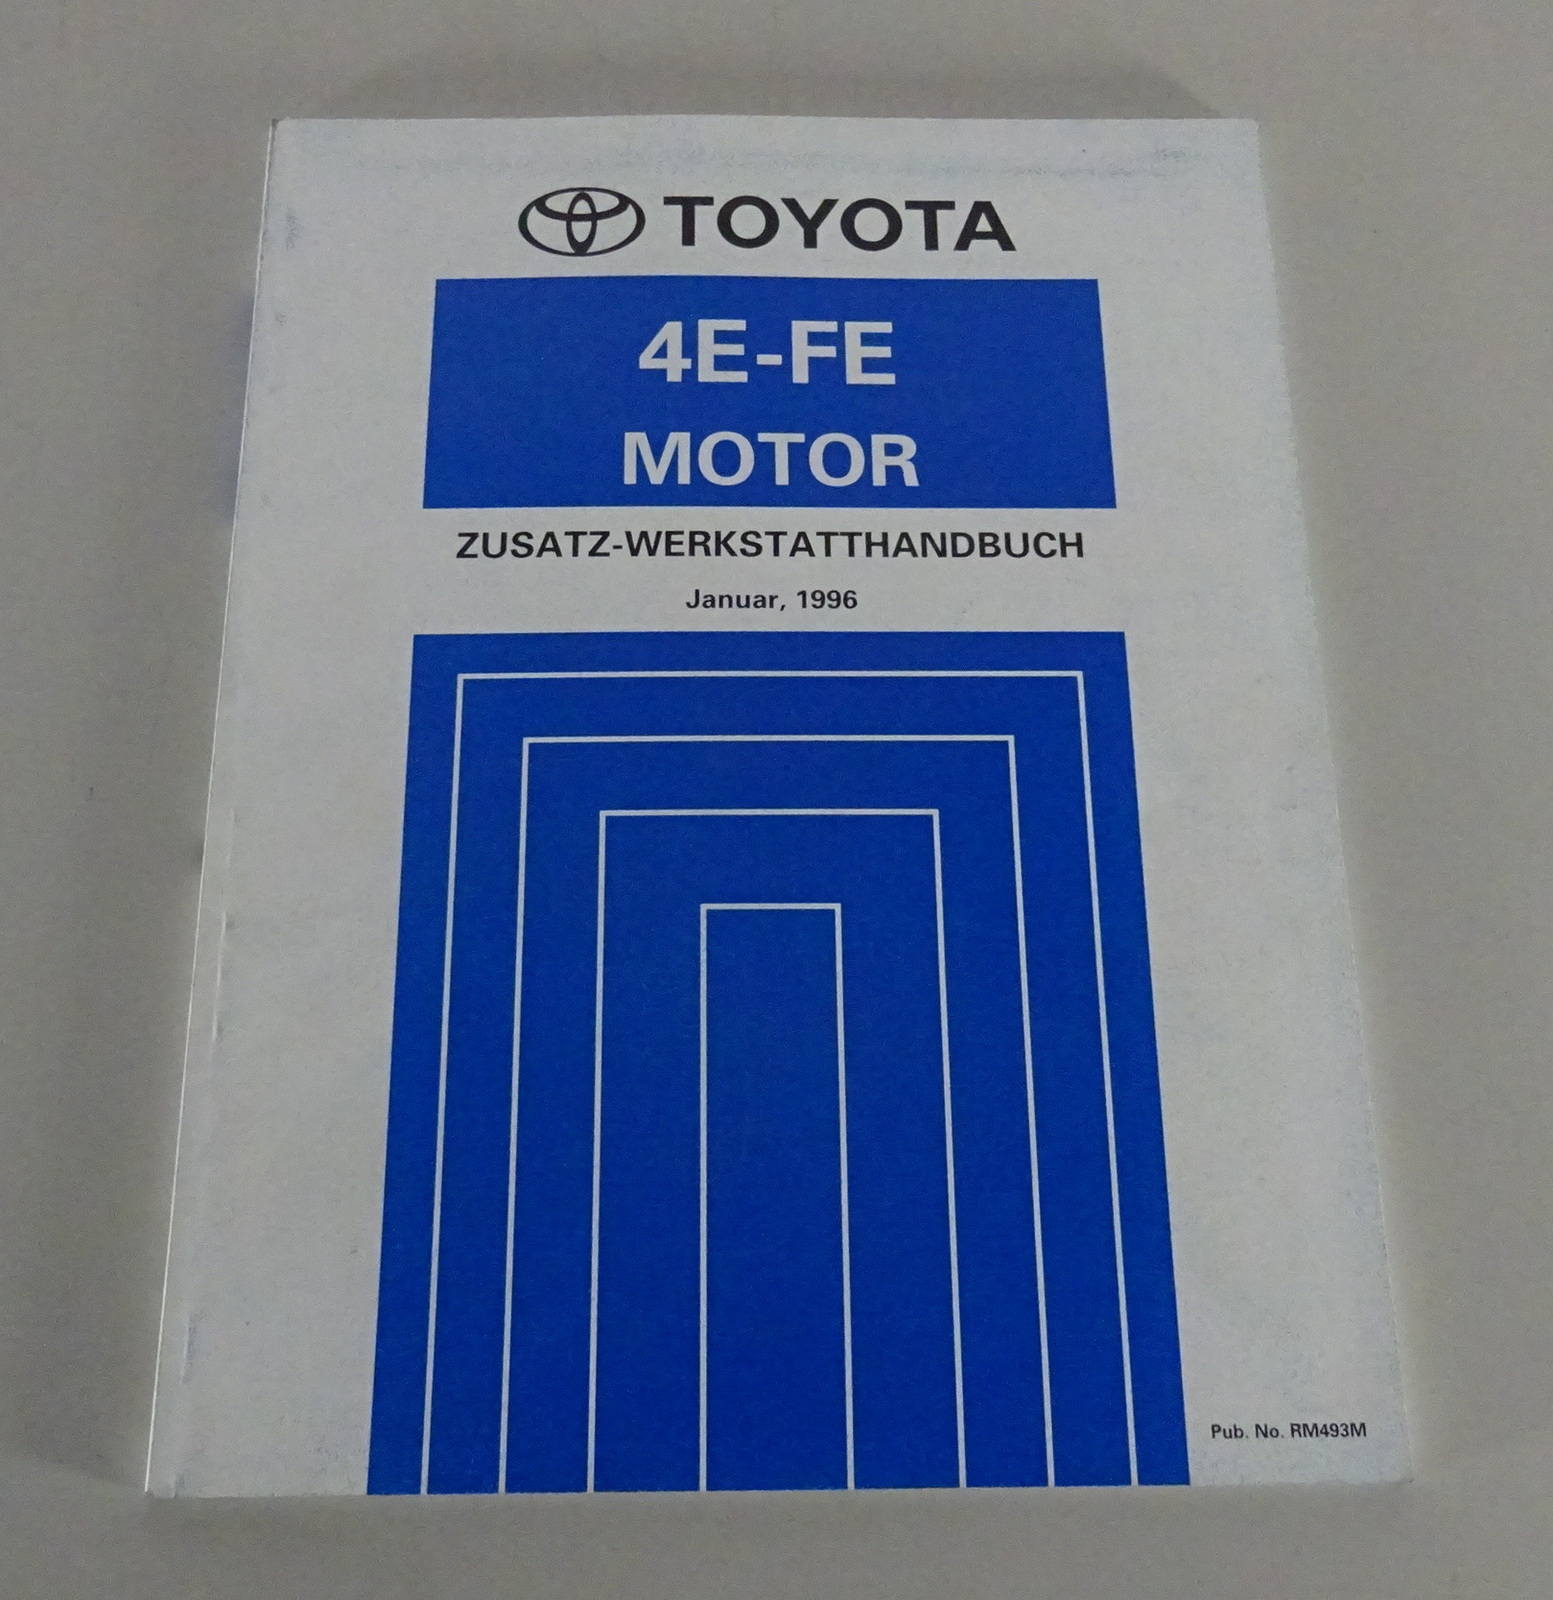 TOYOTA
4E-FE
MOTOR
ZUSATZ-WERKSTATTHANDBUCH
Januar, 1996
Pub. No. RM493M